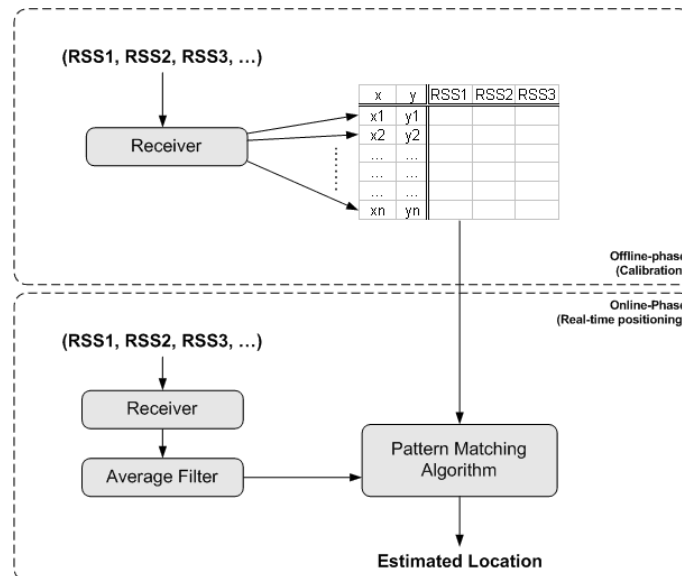 (RSS1, RSS2, RSS3, ...)
Receiver
x y RSS1 RSS2 RSS3
x1 y1
x2 y2
... ...
... ...
... ...
xn yn
Offline-phase
(Calibration
Online-Phase
(Real-time positioning
(RSS1, RSS2, RSS3, ...)
Receiver
Average Filter
Pattern Matching
Algorithm
Estimated Location